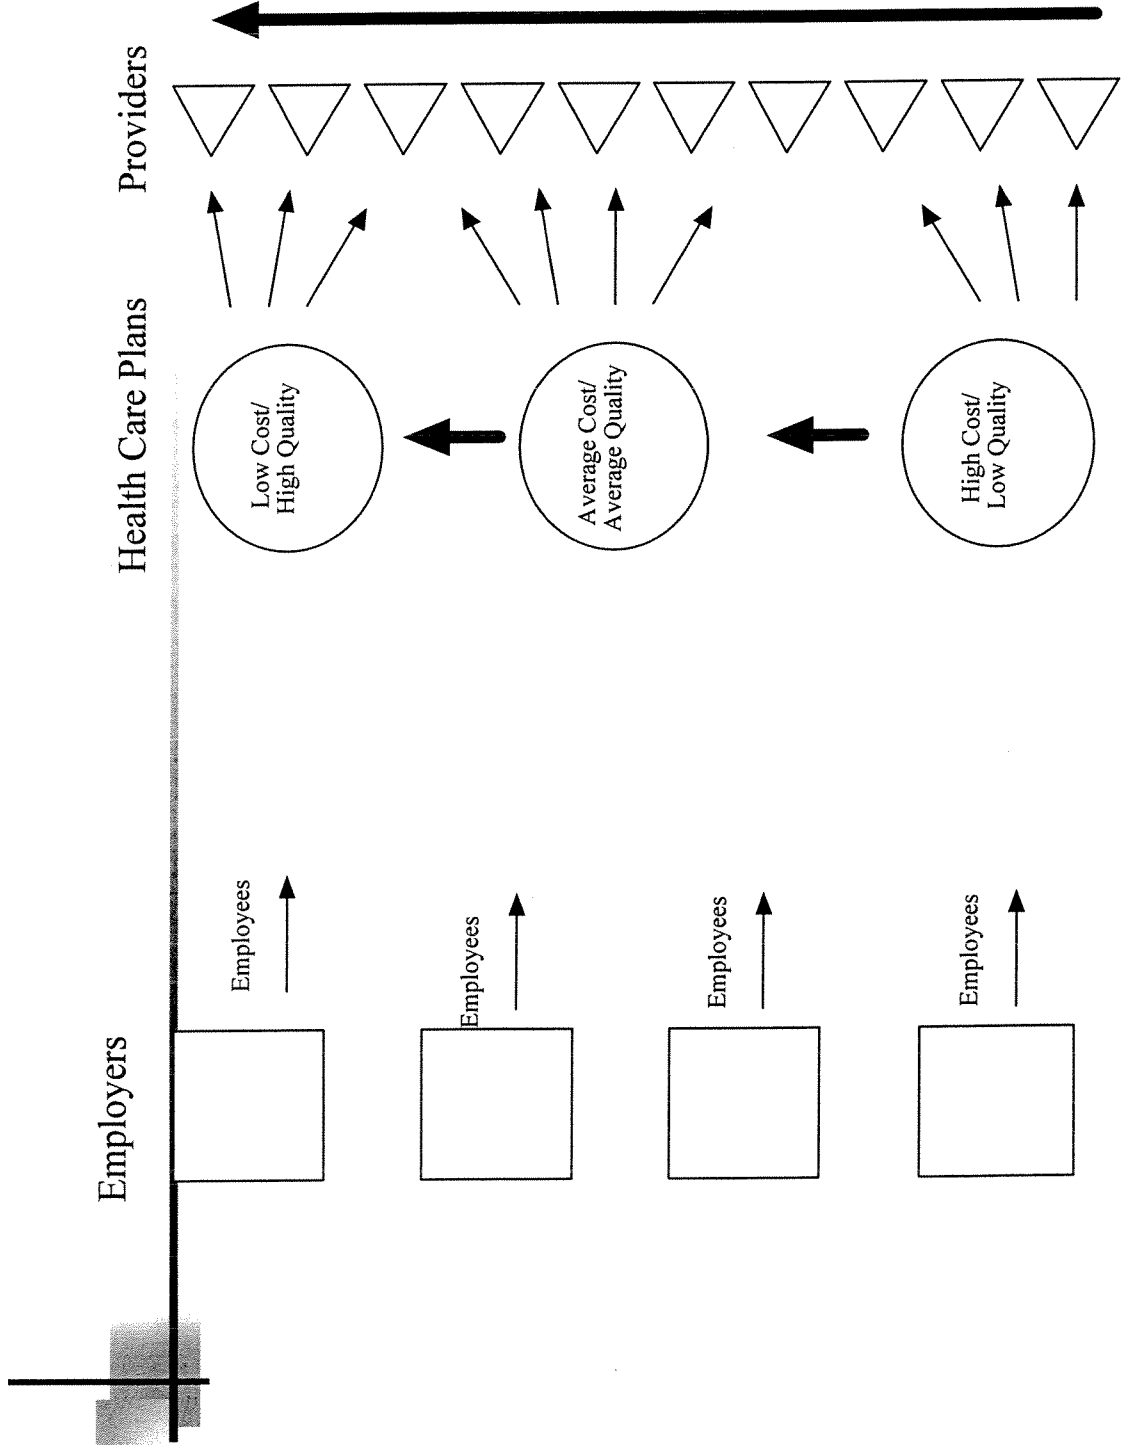 Employers
Health Care Plans
Providers
Employees
Low Cost/
High Quality
Employees
Average Cost/
Average Quality
Employees
Employees
High Cost/
Low Quality